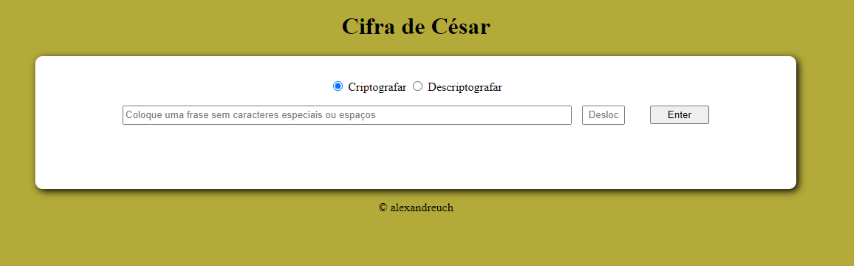 Cifra de César
Criptografar Descriptografar
Coloque uma frase sem caracteres especiais ou espaços Desloc Enter
© alexandreuch